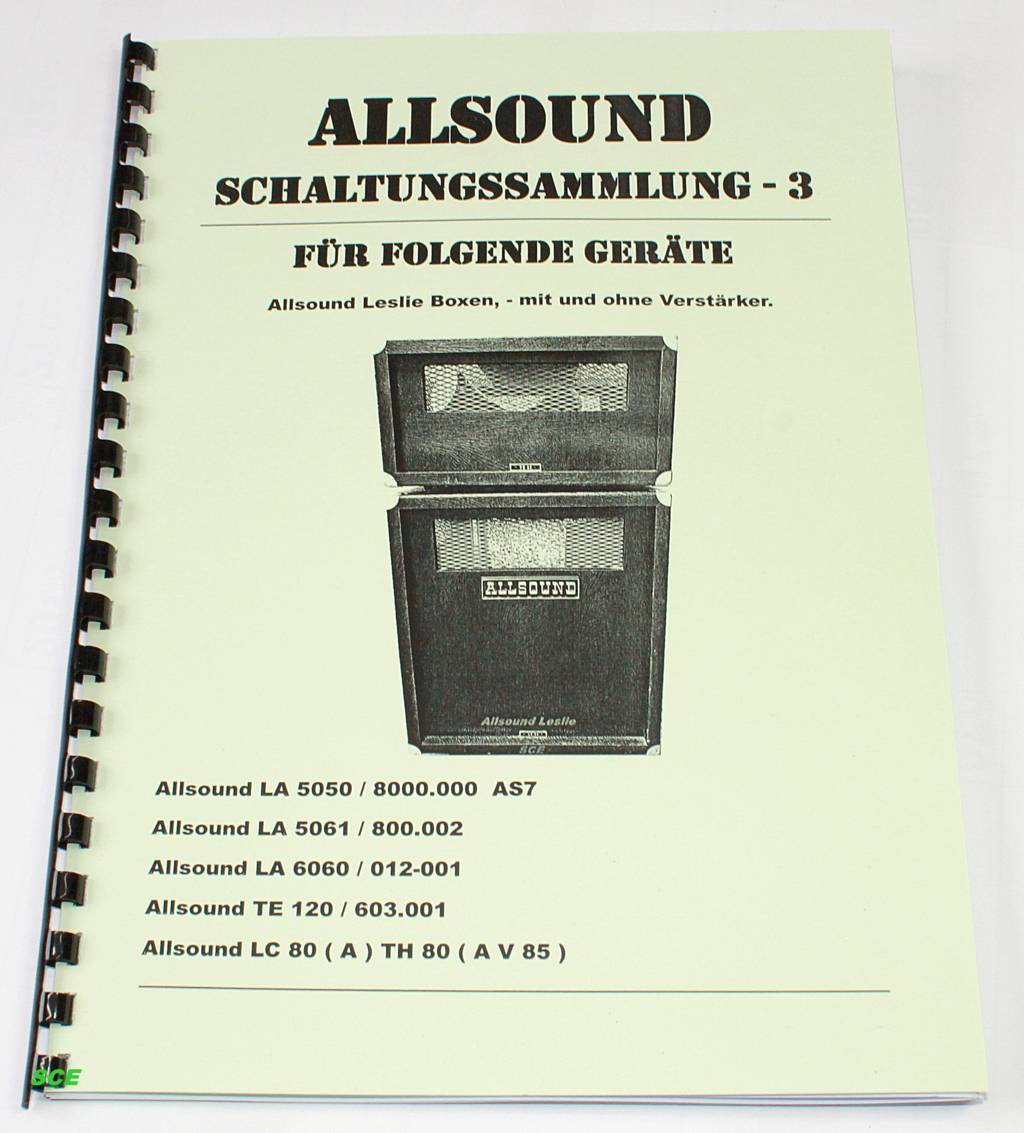 ALLSOUND
SCHALTUNGSSAMMLUNG - 3
FÜR FOLGENDE GERÄTE
Allsound Leslie Boxen, - mit und ohne Verstärker.
ALLSOUND
Allsound Leslie
SCE
Allsound LA 5050 / 8000.000 AS7
Allsound LA 5061 / 800.002
Allsound LA 6060 / 012-001
Allsound TE 120 / 603.001
Allsound LC 80 ( A ) TH 80 ( A V 85 )
SCE